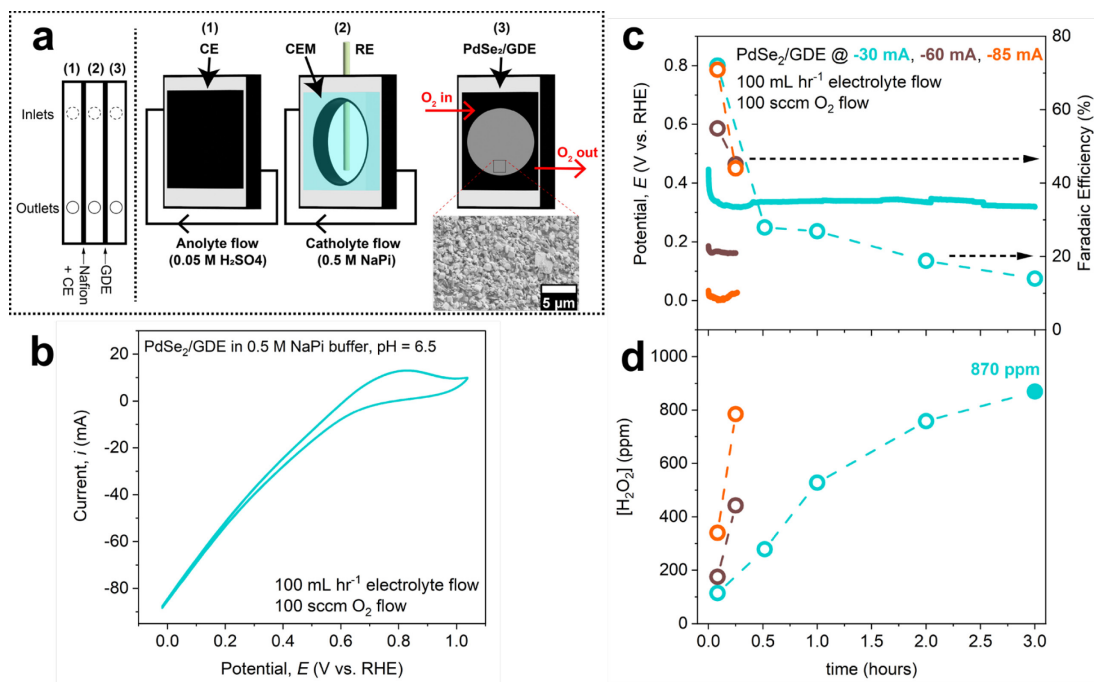 a
(1)
(2)
(3)
Inlets
Outlets
Nafion
+ CE
GDE
(1)
CE
Anolyte flow
(0.05 M H₂SO4)
(2)
CEM
RE
Catholyte flow
(0.5 M NaPi)
(3)
PdSe₂/GDE
O₂ in
O₂ out
5 µm
b
PdSe₂/GDE in 0.5 M NaPi buffer, pH = 6.5
100 mL hr⁻¹ electrolyte flow
100 sccm O₂ flow
Current, i (mA)
20
0
-20
-40
-60
-80
0.0 0.2 0.4 0.6 0.8 1.0
Potential, E (V vs. RHE)
c
PdSe₂/GDE @ -30 mA, -60 mA, -85 mA
100 mL hr⁻¹ electrolyte flow
100 sccm O₂ flow
Potential, E (V vs. RHE)
0.8
0.6
0.4
0.2
0.0
Faradaic Efficiency (%)
80
60
40
20
0
d
870 ppm
[H₂O₂] (ppm)
1000
800
600
400
200
0
0.0 0.5 1.0 2.0 3.0
time (hours)